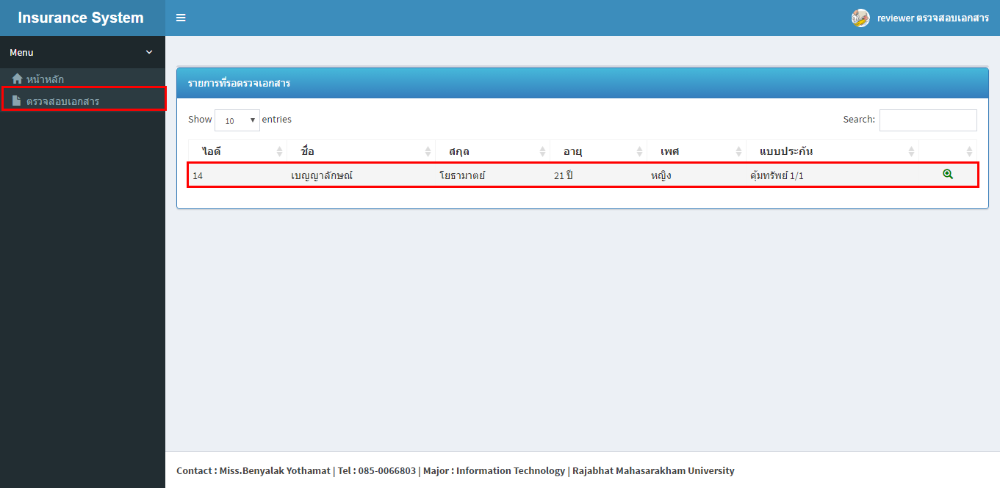 Insurance System
reviewer ตรวจสอบเอกสาร
Menu
หน้าหลัก
ตรวจสอบเอกสาร
รายการที่รอตรวจเอกสาร
Show 10 entries
Search:
ไอดี ชื่อ สกุล อายุ เพศ แบบประกัน
14 เบญญาลักษณ์ โยธามาตย์ 21 ปี หญิง คุ้มทรัพย์ 1/1
Contact : Miss.Benyalak Yothamat | Tel : 085-0066803 | Major : Information Technology | Rajabhat Mahasarakham University